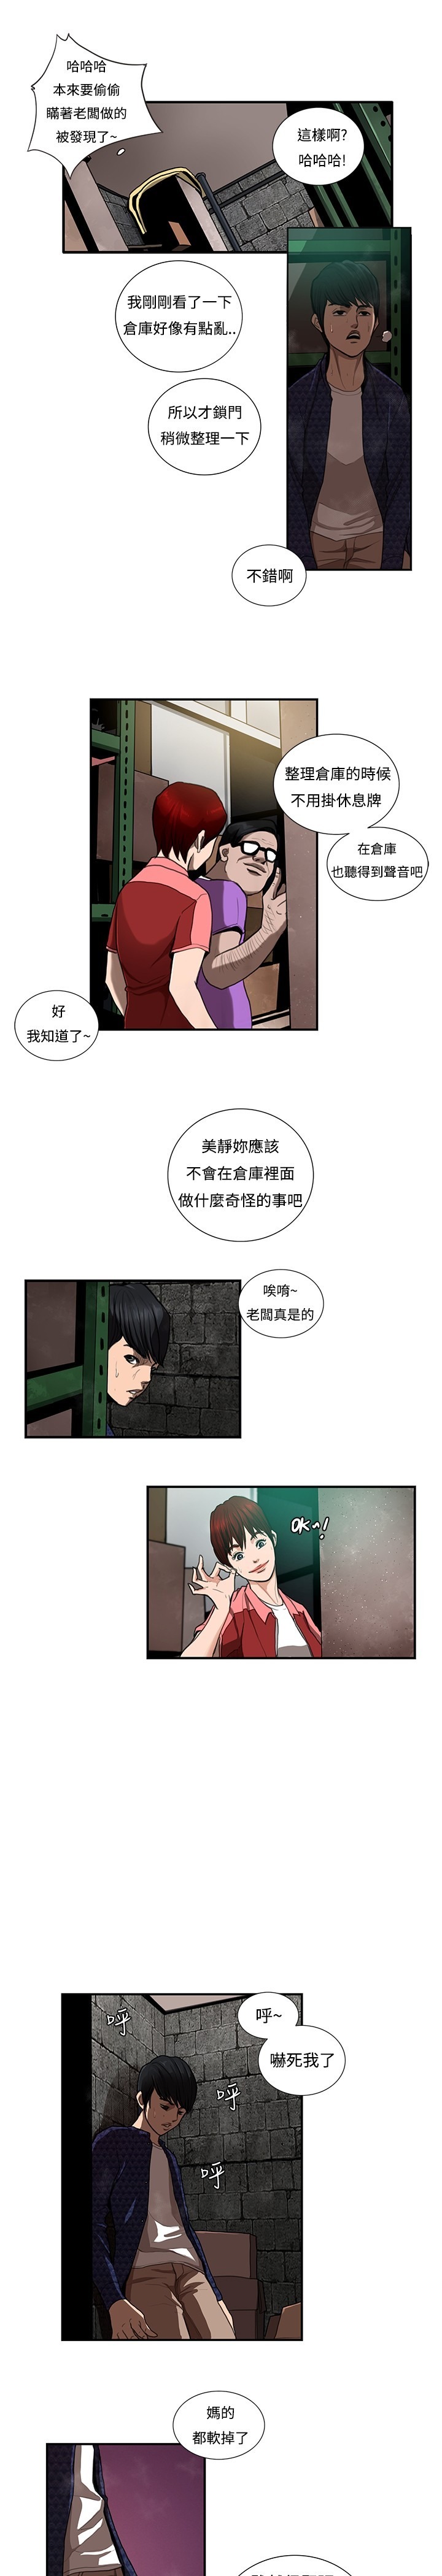 哈哈哈
本來要偷偷
瞞著老闆做的
被發現了~
這樣啊?
哈哈哈!
我剛剛看了一下
倉庫好像有點亂..
所以才鎖門
稍微整理一下
不錯啊
整理倉庫的時候
不用掛休息牌
在倉庫
也聽得到聲音吧
好
我知道了~
美靜妳應該
不會在倉庫裡面
做什麼奇怪的事吧
唉唷~
老闆真是的
OK~!
呼
呼~
嚇死我了
呼
呼
媽的
都軟掉了